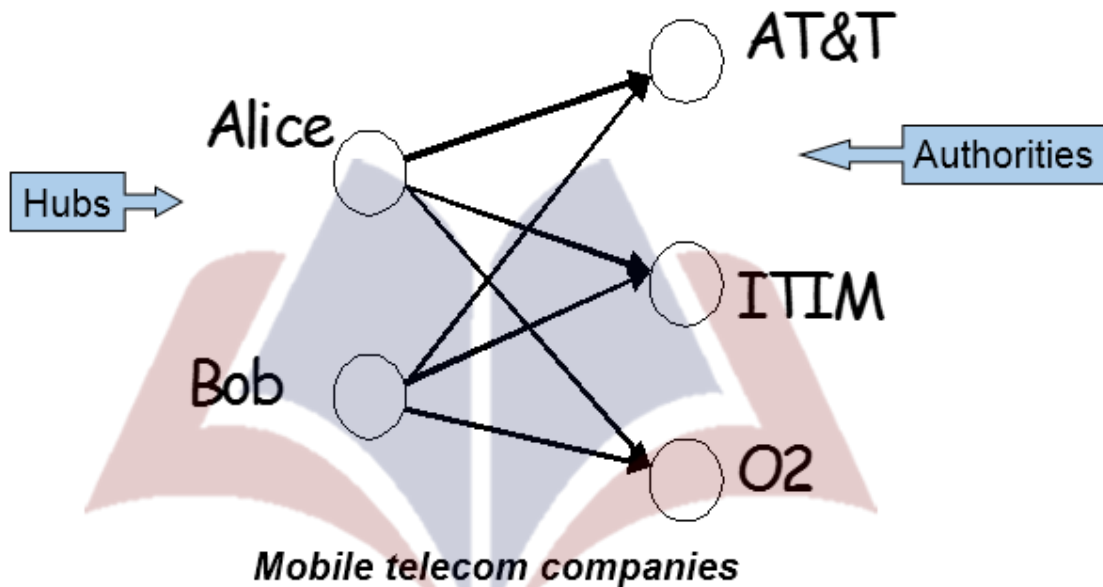 AT&T
Alice
Authorities
Hubs
ITIM
Bob
O2
Mobile telecom companies